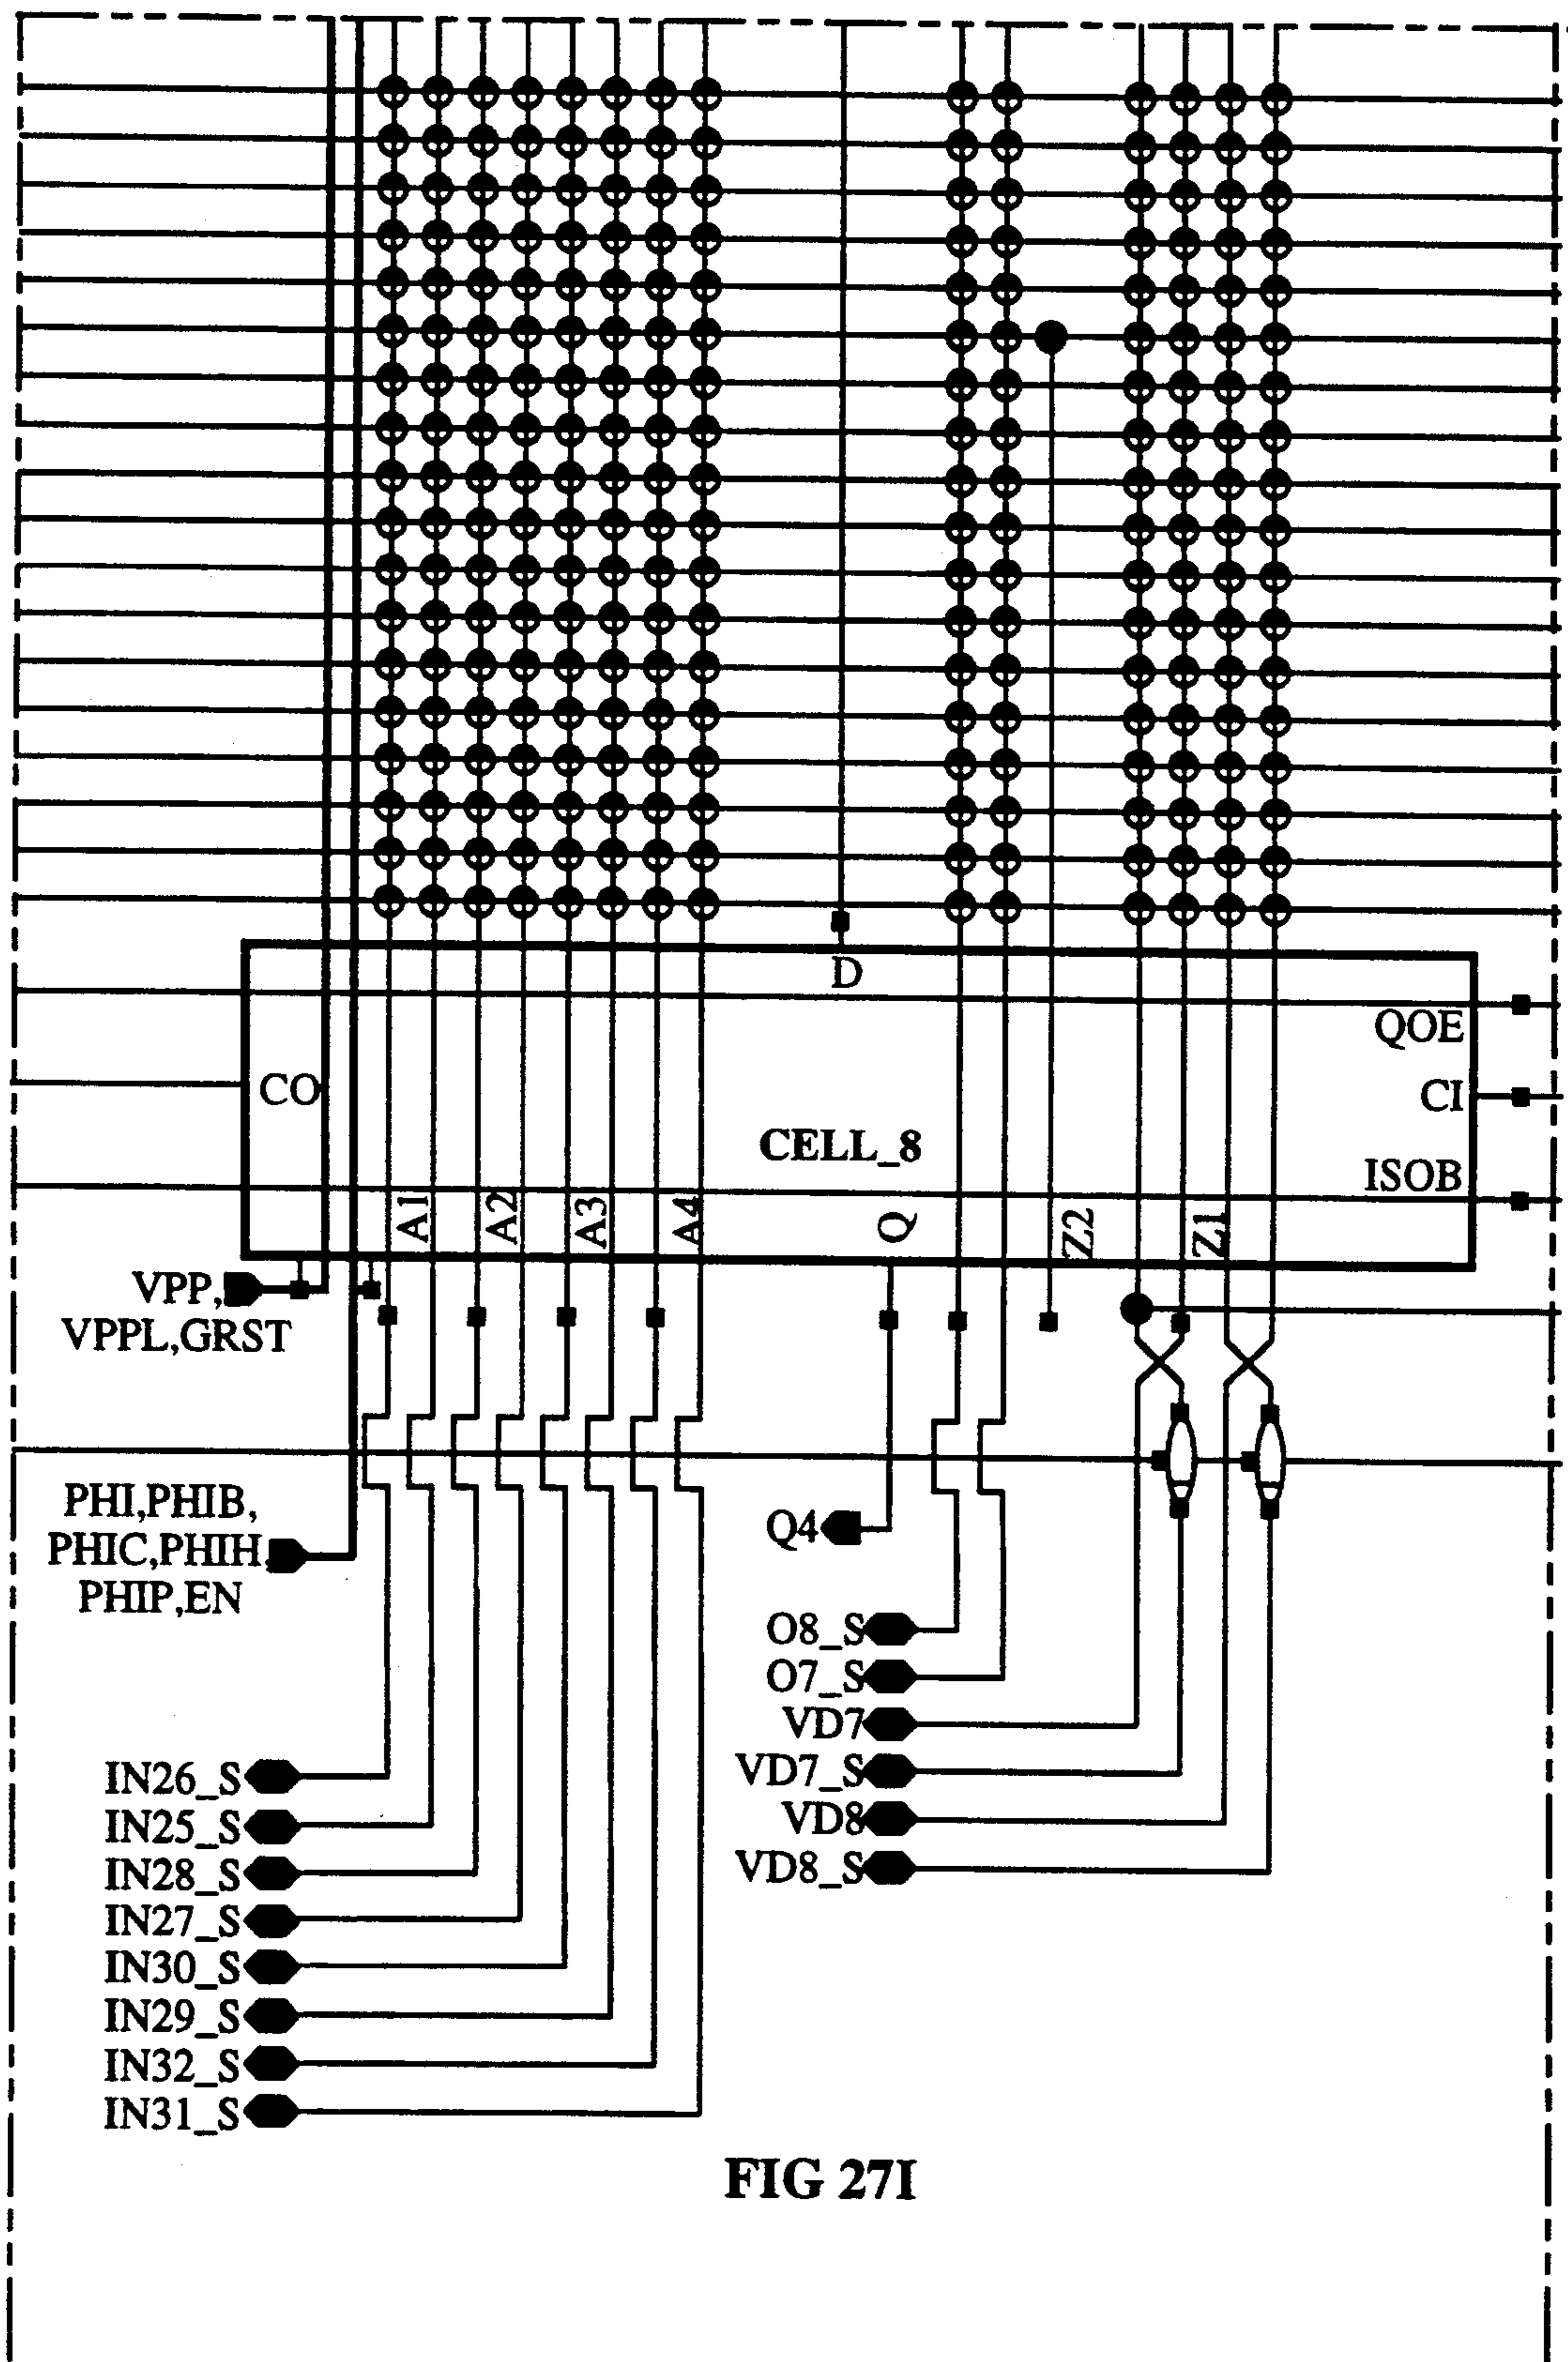 D
QOE
CO
CI
CELL_8
ISOB
A1
A2
A3
A4
Q
Z2
Z1
VPP,
VPPL,GRST
PHI,PHIB,
PHIC,PHIH
PHIP,EN
Q4
O8_S
O7_S
VD7
VD7_S
VD8
VD8_S
IN26_S
IN25_S
IN28_S
IN27_S
IN30_S
IN29_S
IN32_S
IN31_S
FIG 27I